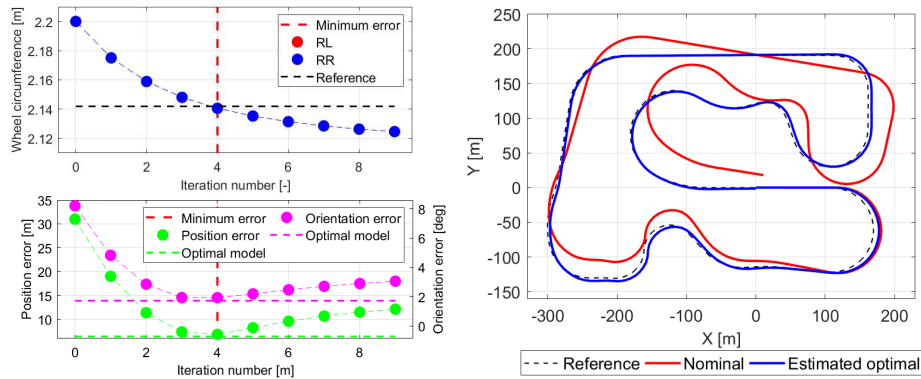 Wheel circumference [m]
2.2
2.18
2.16
2.14
2.12
0
2
4
6
8
Iteration number [-]
Minimum error
RL
RR
Reference
Position error [m]
35
30
25
20
15
10
0
2
4
6
8
Iteration number [m]
Orientation error [deg]
8
6
4
2
0
Minimum error
Position error
Optimal model
Orientation error
Optimal model
Y [m]
250
200
150
100
50
0
-50
-100
-150
-300
-200
-100
0
100
200
X [m]
Reference
Nominal
Estimated optimal